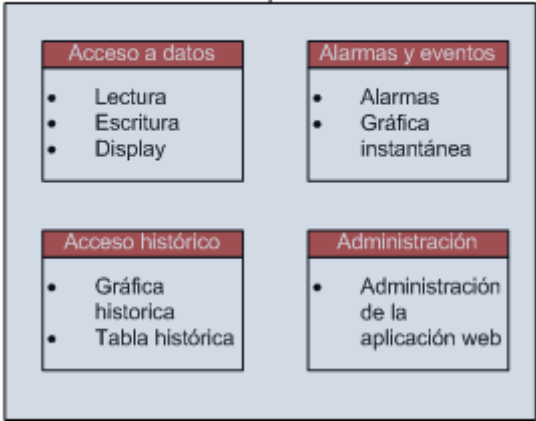 Acceso a datos
• Lectura
• Escritura
• Display
Alarmas y eventos
• Alarmas
• Gráfica
instantánea
Acceso histórico
• Gráfica
historica
• Tabla histórica
Administración
• Administración
de la
aplicación web